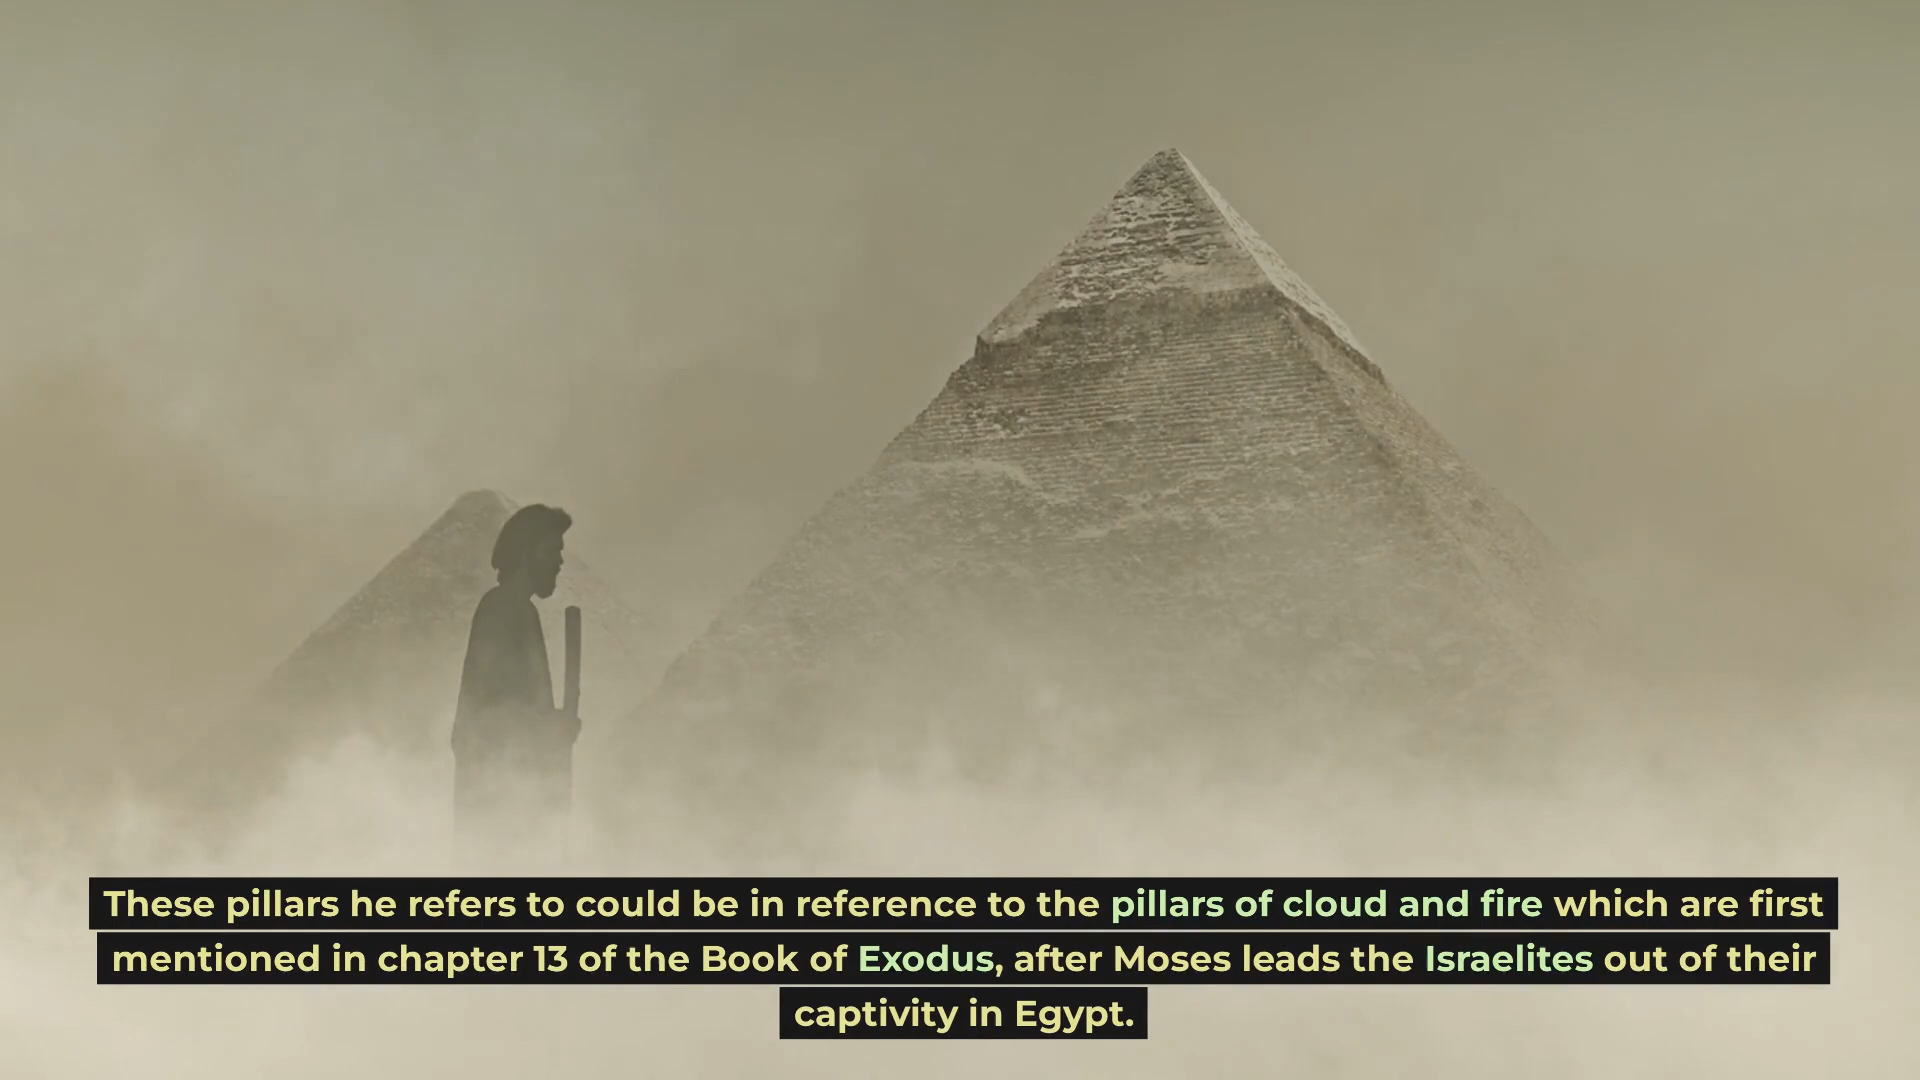 These pillars he refers to could be in reference to the pillars of cloud and fire which are first
mentioned in chapter 13 of the Book of Exodus, after Moses leads the Israelites out of their
captivity in Egypt.